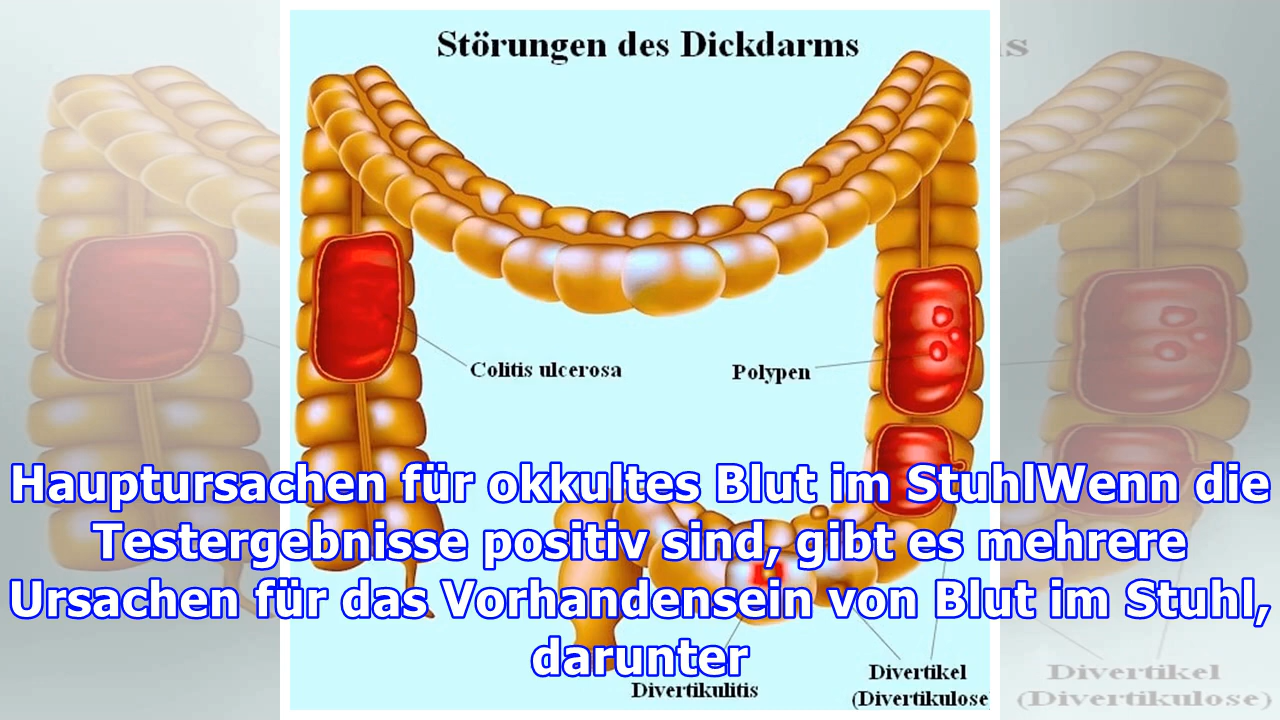 Störungen des Dickdarms
s
Colitis ulcerosa
Polypen
Hauptursachen für okkultes Blut im StuhlWenn die
Testergebnisse positiv sind, gibt es mehrere
Ursachen für das Vorhandensein von Blut im Stuhl,
darunter
Divertikulitis
Divertikel
(Divertikulose
Divertikel
(Divertikulose)